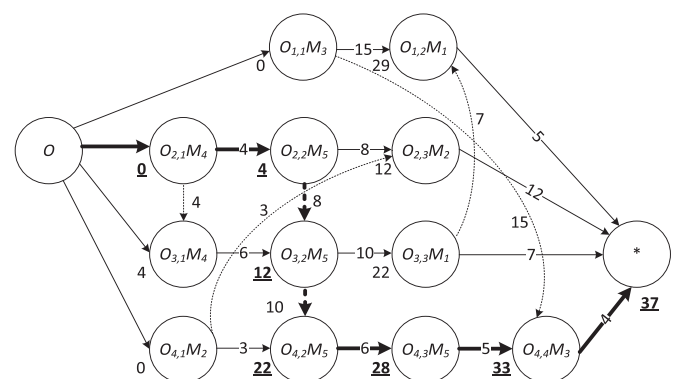 O1,1M3 15 O1,2M1
0 29
7 5
O O2,1M4 4 O2,2M5 8 O2,3M2
0 4 12
4 3 8 12
15
O3,1M4 6 O3,2M5 10 O3,3M1 7 *
4 12 22 37
10
O4,1M2 3 O4,2M5 6 O4,3M5 5 O4,4M3 4
0 22 28 33